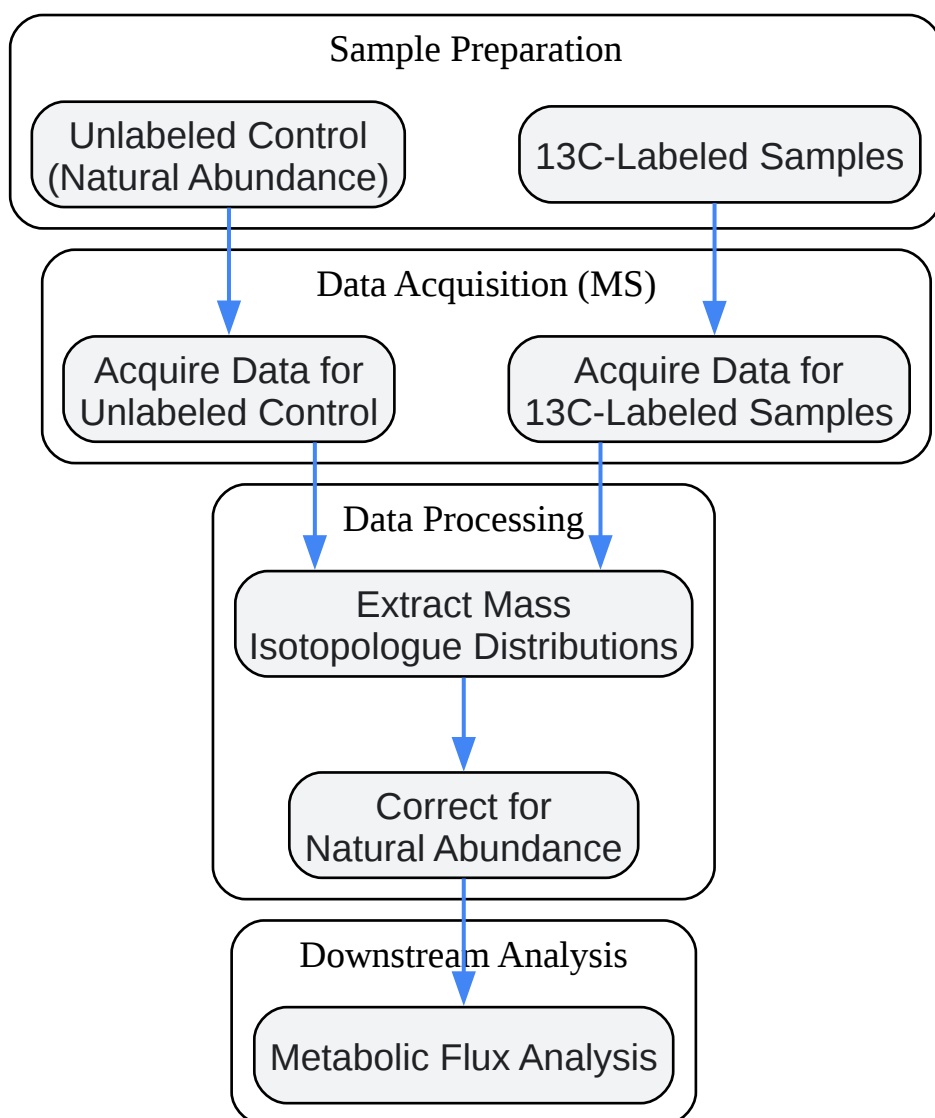 Sample Preparation
Unlabeled Control
(Natural Abundance)
13C-Labeled Samples
Data Acquisition (MS)
Acquire Data for
Unlabeled Control
Acquire Data for
13C-Labeled Samples
Data Processing
Extract Mass
Isotopologue Distributions
Correct for
Natural Abundance
Downstream Analysis
Metabolic Flux Analysis